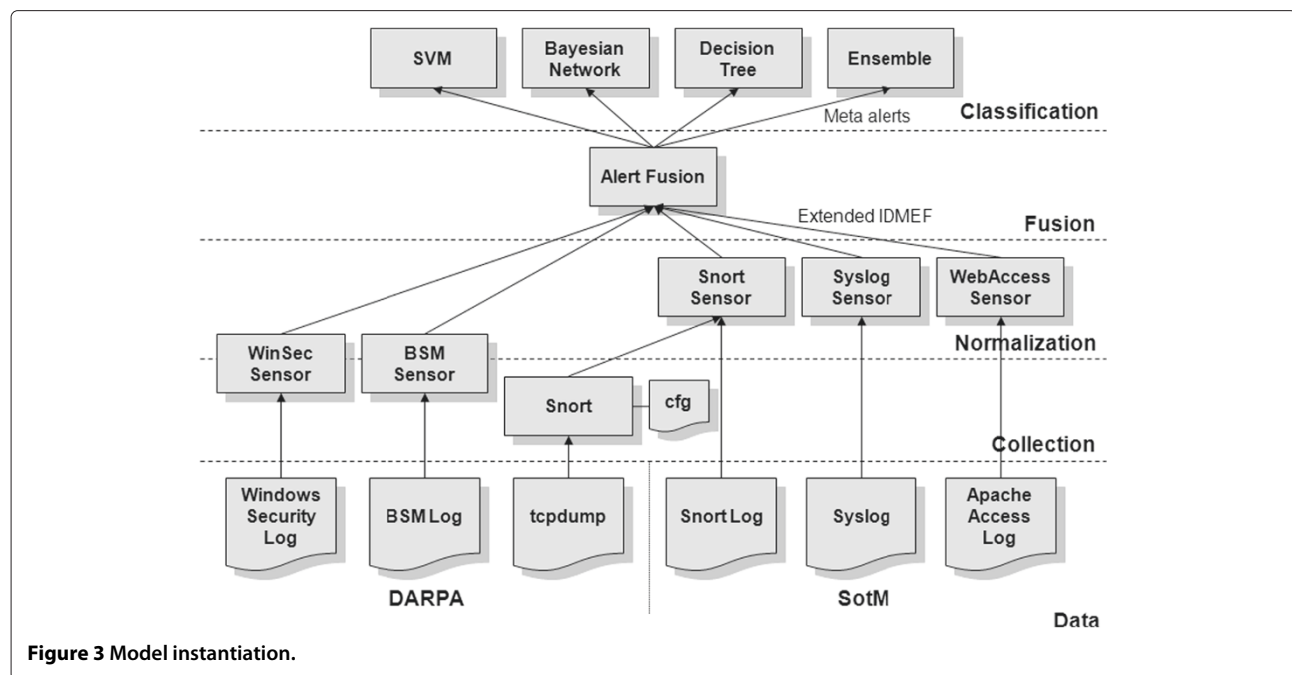 SVM
Bayesian
Network
Decision
Tree
Ensemble
Meta alerts
Classification
Alert Fusion
Extended IDMEF
Fusion
Snort
Sensor
Syslog
Sensor
WebAccess
Sensor
Normalization
WinSec
Sensor
BSM
Sensor
Snort
cfg
Collection
Windows
Security
Log
BSM Log
tcpdump
Snort Log
Syslog
Apache
Access
Log
DARPA
SotM
Data
Figure 3 Model instantiation.